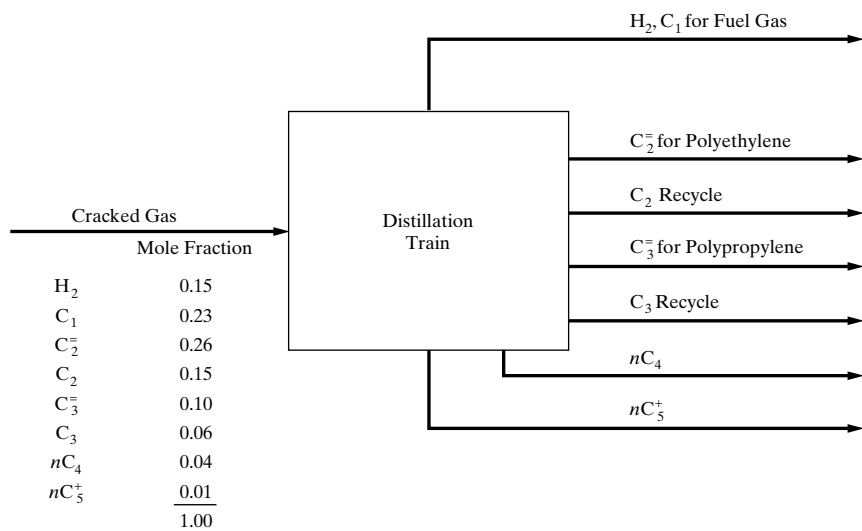 H₂, C₁ for Fuel Gas
C₂⁼ for Polyethylene
Cracked Gas
Distillation
Train
C₂ Recycle
Mole Fraction
C₃⁼ for Polypropylene
H₂ 0.15
C₁ 0.23
C₃ Recycle
C₂⁼ 0.26
C₂ 0.15
nC₄
C₃⁼ 0.10
nC₅⁺
C₃ 0.06
nC₄ 0.04
nC₅⁺ 0.01
1.00